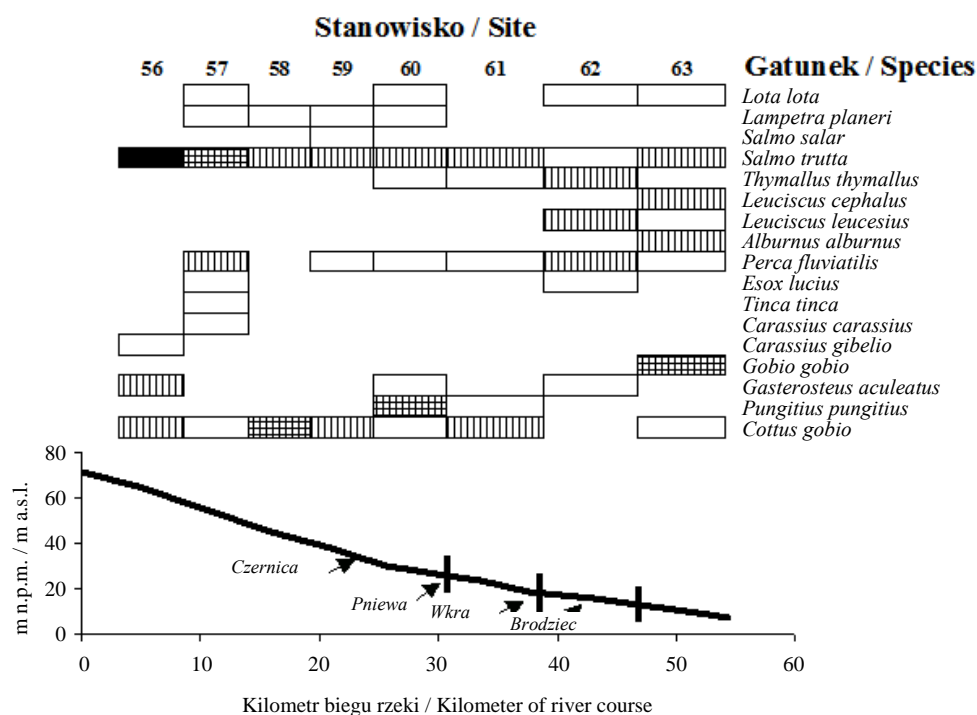 Stanowisko / Site
56 57 58 59 60 61 62 63 Gatunek / Species
Lota lota
Lampetra planeri
Salmo salar
Salmo trutta
Thymallus thymallus
Leuciscus cephalus
Leuciscus leucesius
Alburnus alburnus
Perca fluviatilis
Esox lucius
Tinca tinca
Carassius carassius
Carassius gibelio
Gobio gobio
Gasterosteus aculeatus
Pungitius pungitius
Cottus gobio
m n.p.m. / m a.s.l.
80
60
40
20
0
Czernica
Pniewa
Wkra
Brodziec
0 10 20 30 40 50 60
Kilometr biegu rzeki / Kilometer of river course